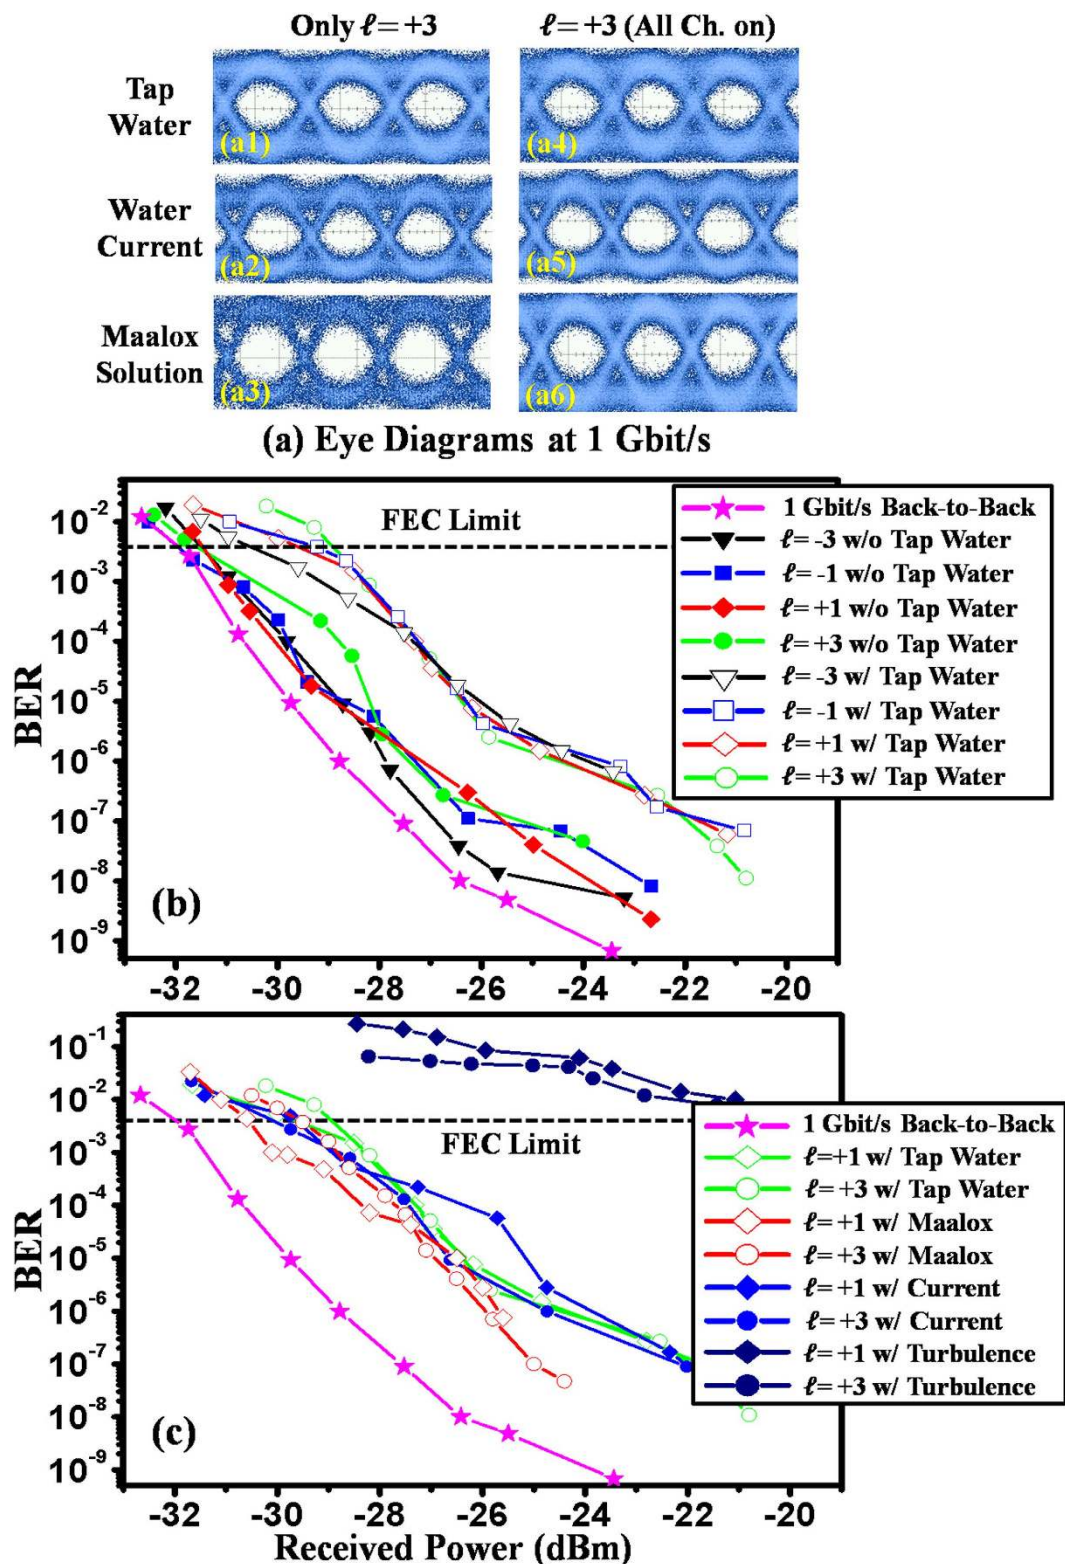 Only ℓ= +3
ℓ= +3 (All Ch. on)
Tap
Water
(a1)
(a4)
Water
Current
(a2)
(a5)
Maalox
Solution
(a3)
(a6)
(a) Eye Diagrams at 1 Gbit/s
BER
10⁻²
10⁻³
10⁻⁴
10⁻⁵
10⁻⁶
10⁻⁷
10⁻⁸
10⁻⁹
FEC Limit
1 Gbit/s Back-to-Back
ℓ= -3 w/o Tap Water
ℓ= -1 w/o Tap Water
ℓ= +1 w/o Tap Water
ℓ= +3 w/o Tap Water
ℓ= -3 w/ Tap Water
ℓ= -1 w/ Tap Water
ℓ= +1 w/ Tap Water
ℓ= +3 w/ Tap Water
(b)
-32 -30 -28 -26 -24 -22 -20
BER
10⁻¹
10⁻²
10⁻³
10⁻⁴
10⁻⁵
10⁻⁶
10⁻⁷
10⁻⁸
10⁻⁹
FEC Limit
1 Gbit/s Back-to-Back
ℓ=+1 w/ Tap Water
ℓ= +3 w/ Tap Water
ℓ= +1 w/ Maalox
ℓ= +3 w/ Maalox
ℓ= +1 w/ Current
ℓ= +3 w/ Current
ℓ= +1 w/ Turbulence
ℓ= +3 w/ Turbulence
(c)
-32 -30 -28 -26 -24 -22 -20
Received Power (dBm)